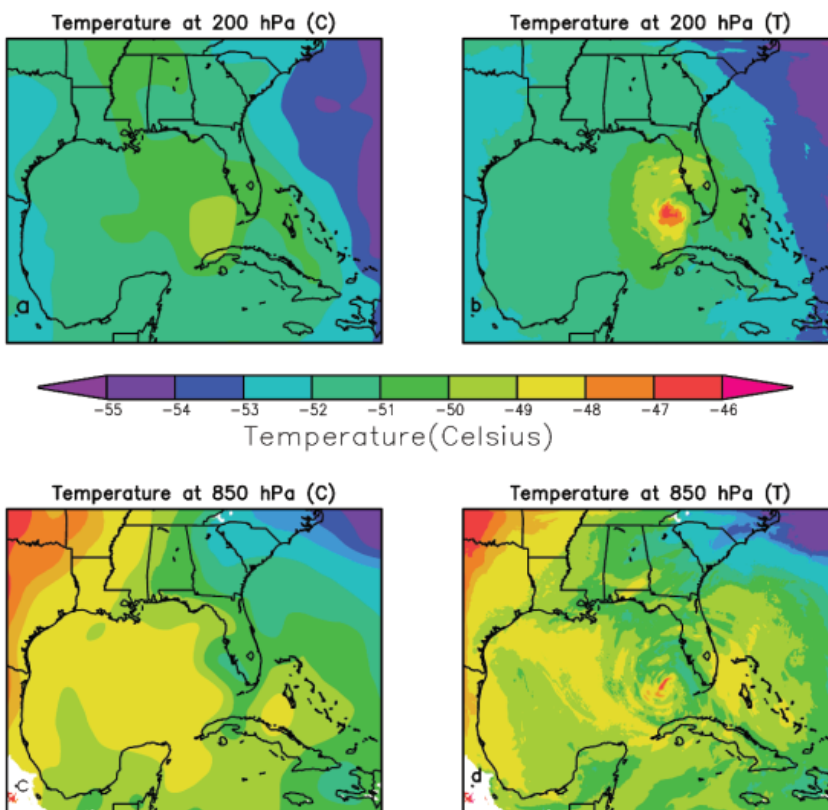 Temperature at 200 hPa (C)
Temperature at 200 hPa (T)
a
b
-55 -54 -53 -52 -51 -50 -49 -48 -47 -46
Temperature(Celsius)
Temperature at 850 hPa (C)
Temperature at 850 hPa (T)
c
d